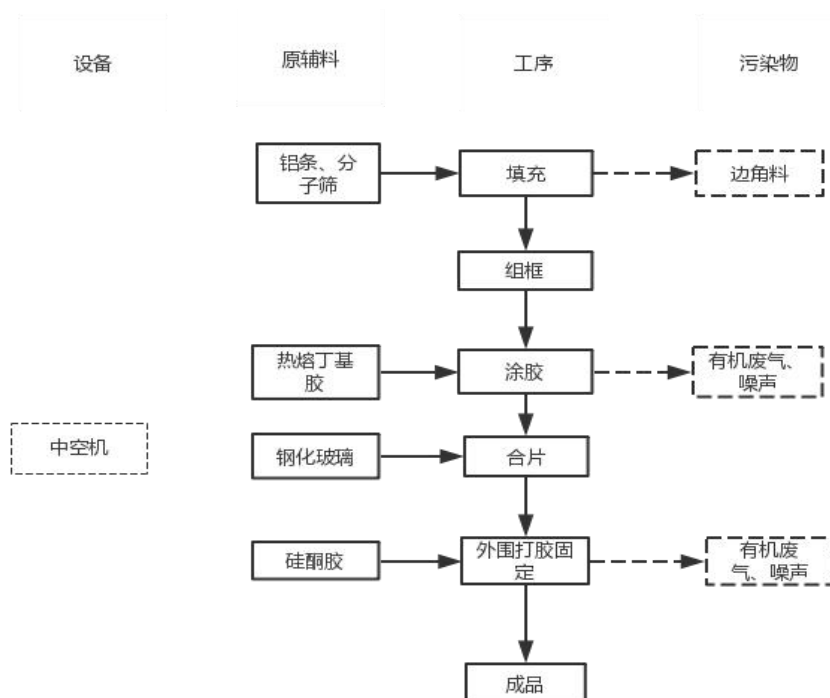 设备
原辅料
工序
污染物
铝条、分
子筛
填充
边角料
组框
热熔丁基
胶
涂胶
有机废气、
噪声
中空机
钢化玻璃
合片
硅酮胶
外围打胶固
定
有机废
气、噪声
成品